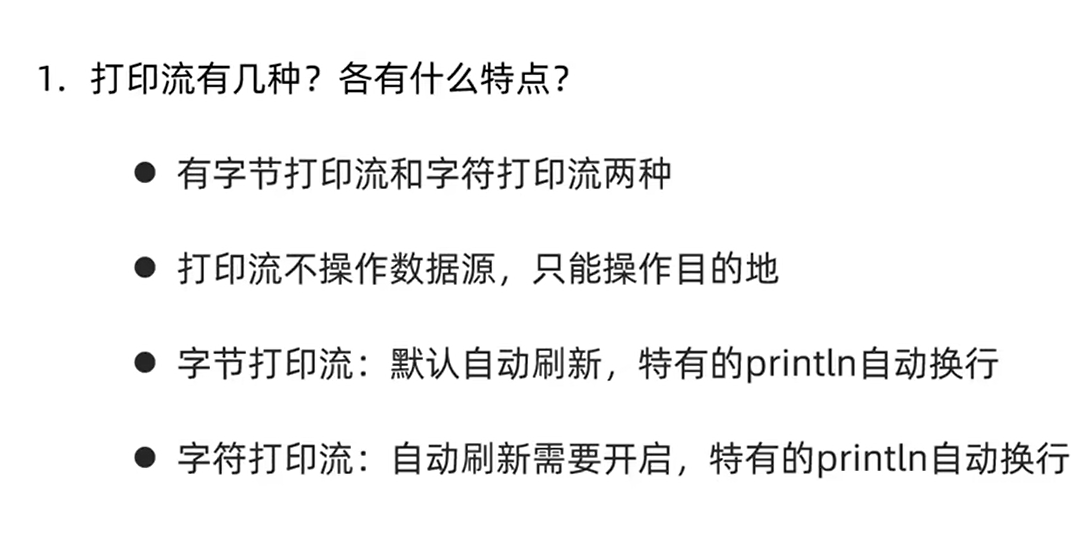 1. 打印流有几种？各有什么特点？
● 有字节打印流和字符打印流两种
● 打印流不操作数据源，只能操作目的地
● 字节打印流：默认自动刷新，特有的println自动换行
● 字符打印流：自动刷新需要开启，特有的println自动换行